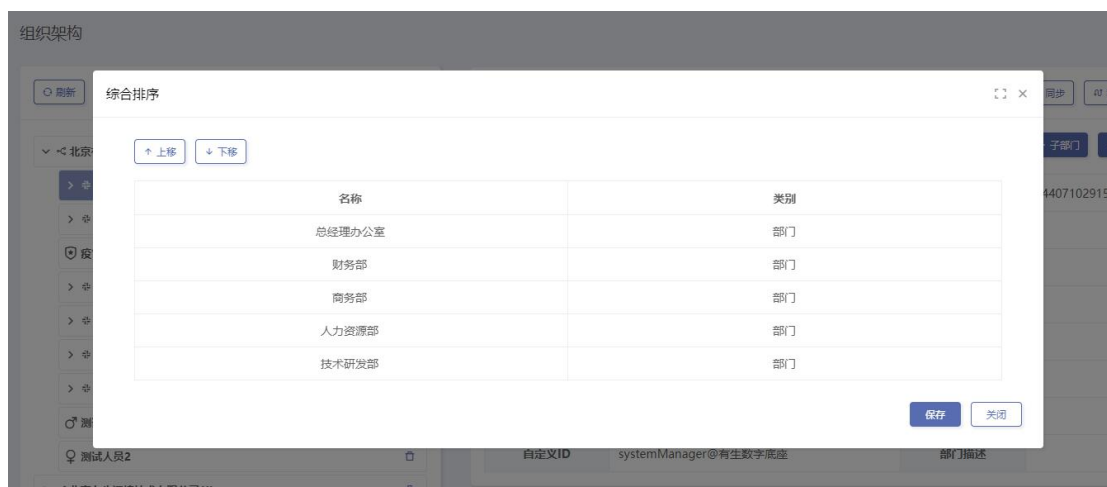 组织架构
刷新
综合排序
同步
北京
上移 下移
子部门
名称 类别
4407102915
总经理办公室 部门
疫
财务部 部门
商务部 部门
人力资源部 部门
技术研发部 部门
保存 关闭
测
测试人员2
自定义ID systemManager@有生数字底座 部门描述